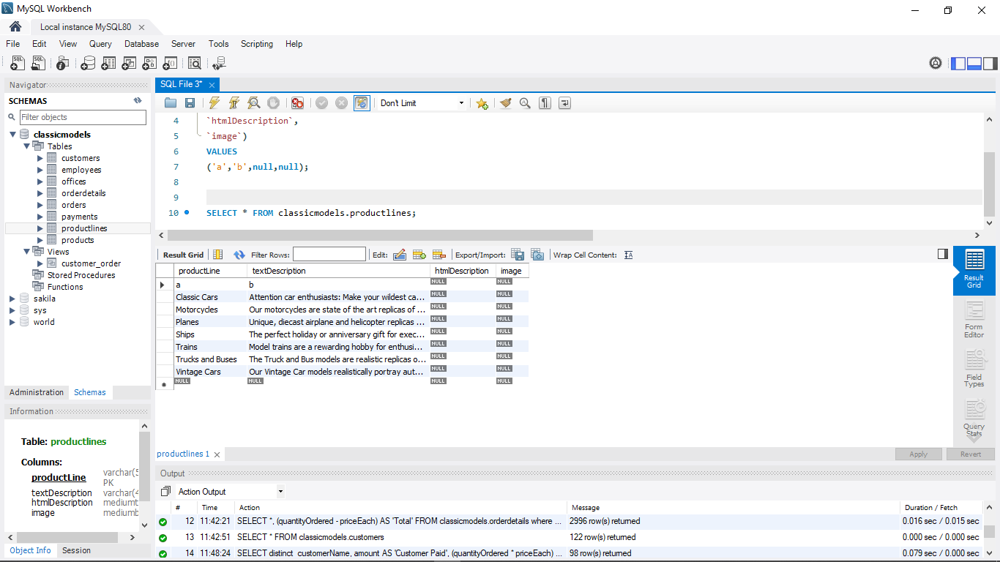 MySQL Workbench
Local instance MySQL80
File Edit View Query Database Server Tools Scripting Help
Navigator
SCHEMAS
Filter objects
classicmodels
Tables
customers
employees
offices
orderdetails
orders
payments
productlines
products
Views
customer_order
Stored Procedures
Functions
sakila
sys
world
Administration Schemas
Information
Table: productlines
Columns:
productLine varchar(5
PK
textDescription varchar(4
htmlDescription mediumt
image mediumb
Object Info Session
SQL File 3*
Don't Limit
4 `htmlDescription`,
5 `image`)
6 VALUES
7 ('a','b',null,null);
8
9
10 SELECT * FROM classicmodels.productlines;
Result Grid Filter Rows: Edit: Export/Import: Wrap Cell Content:
productLine textDescription htmlDescription image
a b NULL NULL
Classic Cars Attention car enthusiasts: Make your wildest ca... NULL NULL
Motorcycles Our motorcycles are state of the art replicas of ... NULL NULL
Planes Unique, diecast airplane and helicopter replicas ... NULL NULL
Ships The perfect holiday or anniversary gift for exec... NULL NULL
Trains Model trains are a rewarding hobby for enthusi... NULL NULL
Trucks and Buses The Truck and Bus models are realistic replicas o... NULL NULL
Vintage Cars Our Vintage Car models realistically portray aut... NULL NULL
NULL NULL NULL NULL
Result
Grid
Form
Editor
Field
Types
Query
Stats
productlines 1
Apply Revert
Output
Action Output
# Time Action Message Duration / Fetch
12 11:42:21 SELECT *, (quantityOrdered - priceEach) AS 'Total' FROM classicmodels.orderdetails where ... 2996 row(s) returned 0.016 sec / 0.015 sec
13 11:42:51 SELECT * FROM classicmodels.customers 122 row(s) returned 0.000 sec / 0.000 sec
14 11:48:24 SELECT distinct customerName, amount AS 'Customer Paid', (quantityOrdered * priceEach) ... 98 row(s) returned 0.079 sec / 0.000 sec